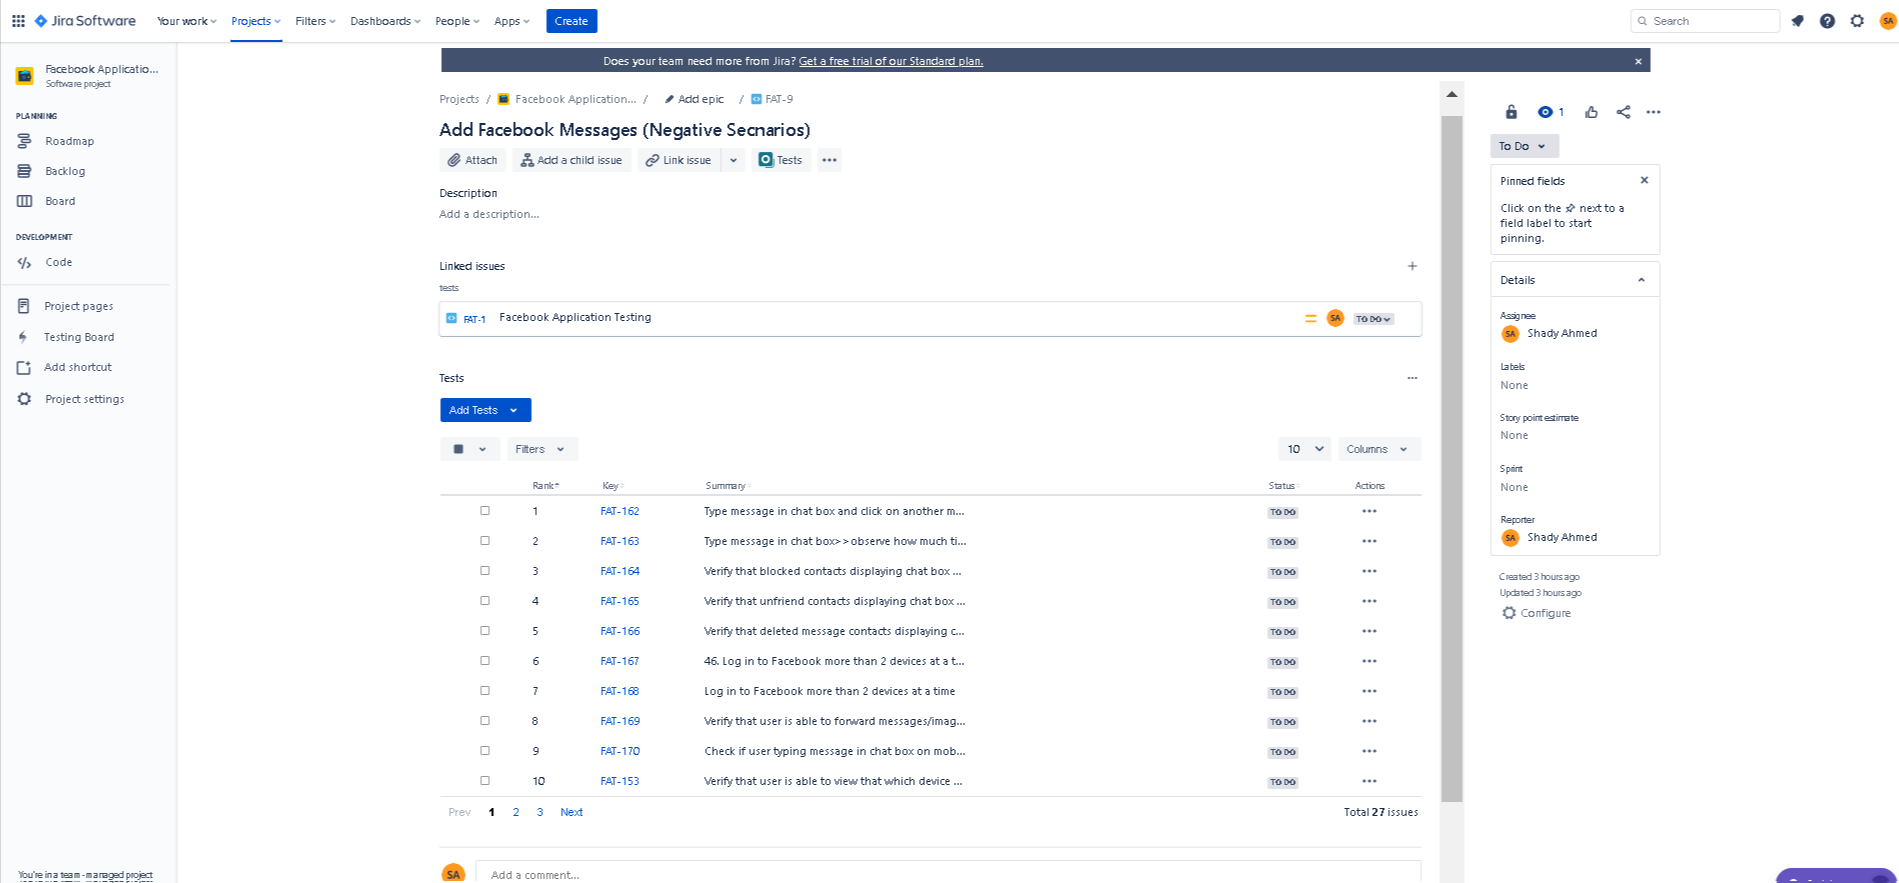 Jira Software Your work Projects Filters Dashboards People Apps Create Search SA
Does your team need more from Jira? Get a free trial of our Standard plan.
Facebook Applicatio...
Software project
PLANNING
Roadmap
Backlog
Board
DEVELOPMENT
Code
Project pages
Testing Board
Add shortcut
Project settings
You're in a team-managed project
Projects / Facebook Application... / Add epic / FAT-9
Add Facebook Messages (Negative Secnarios)
Attach Add a child issue Link issue Tests
Description
Add a description...
Linked issues
tests
FAT-1 Facebook Application Testing SA TO DO
Tests
Add Tests
Filters 10 Columns
Rank Key Summary Status Actions
1 FAT-162 Type message in chat box and click on another m... TO DO
2 FAT-163 Type message in chat box>>observe how much ti... TO DO
3 FAT-164 Verify that blocked contacts displaying chat box ... TO DO
4 FAT-165 Verify that unfriend contacts displaying chat box ... TO DO
5 FAT-166 Verify that deleted message contacts displaying c... TO DO
6 FAT-167 46. Log in to Facebook more than 2 devices at a t... TO DO
7 FAT-168 Log in to Facebook more than 2 devices at a time TO DO
8 FAT-169 Verify that user is able to forward messages/imag... TO DO
9 FAT-170 Check if user typing message in chat box on mob... TO DO
10 FAT-153 Verify that user is able to view that which device ... TO DO
Prev 1 2 3 Next Total 27 issues
SA Add a comment...
1
To Do
Pinned fields
Click on the next to a
field label to start
pinning.
Details
Assignee
SA Shady Ahmed
Labels
None
Story point estimate
None
Sprint
None
Reporter
SA Shady Ahmed
Created 3 hours ago
Updated 3 hours ago
Configure